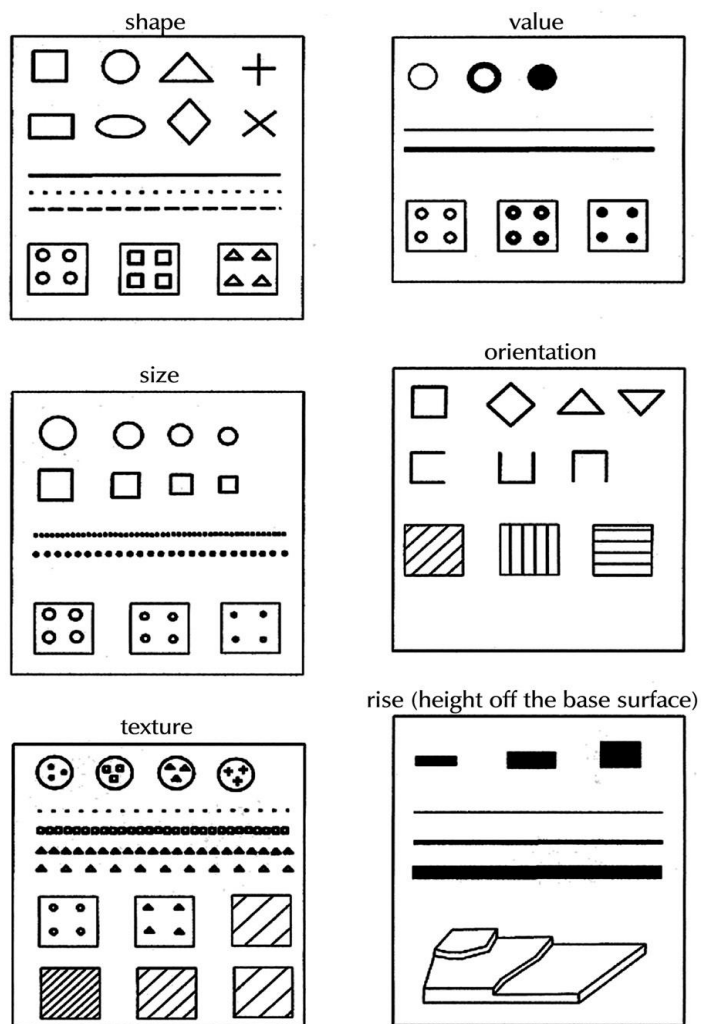 shape
value
size
orientation
texture
rise (height off the base surface)